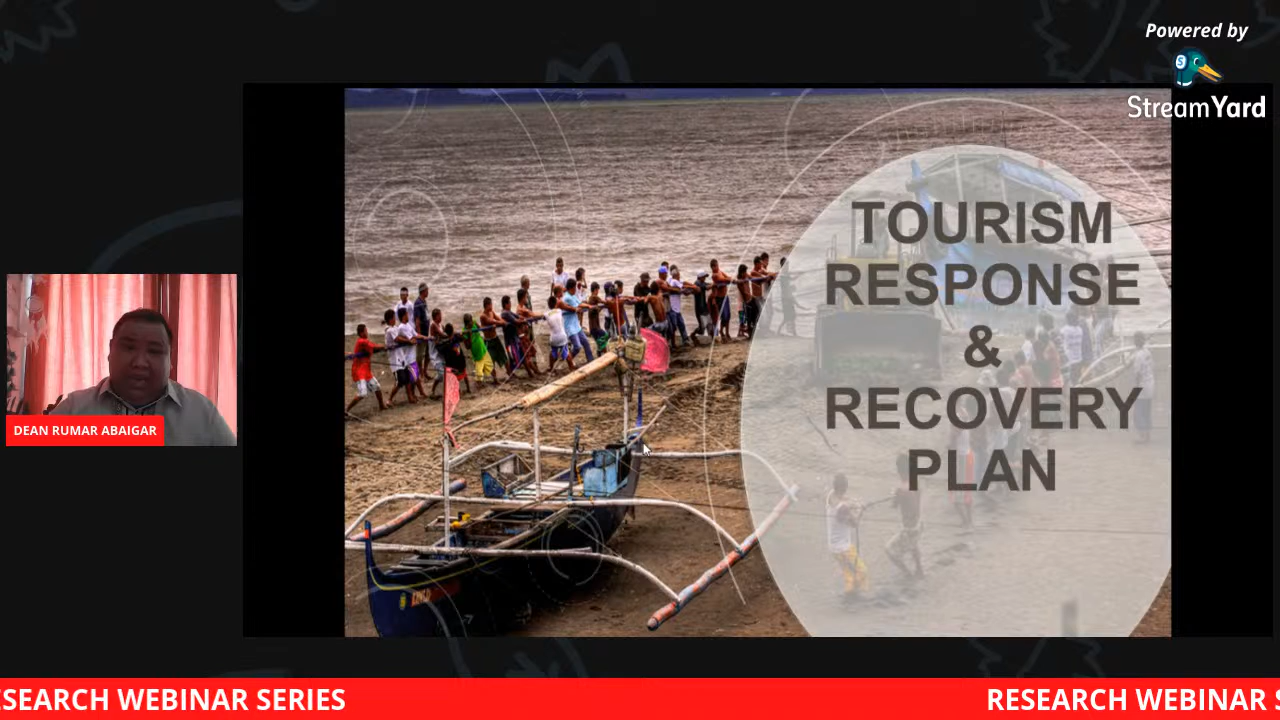 Powered by
StreamYard
TOURISM
RESPONSE
&
RECOVERY
PLAN
DEAN RUMAR ABAIGAR
ESEARCH WEBINAR SERIES
RESEARCH WEBINAR S